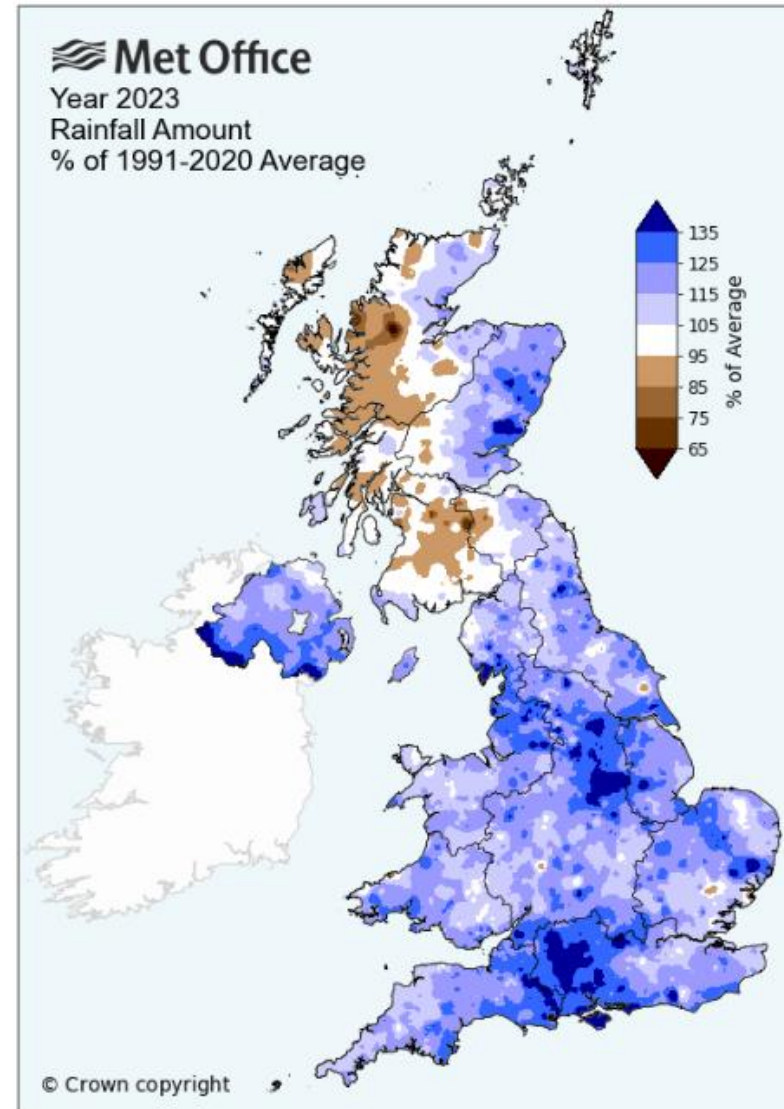 Met Office
Year 2023
Rainfall Amount
% of 1991-2020 Average
135
125
115
105
95
85
75
65
% of Average
© Crown copyright